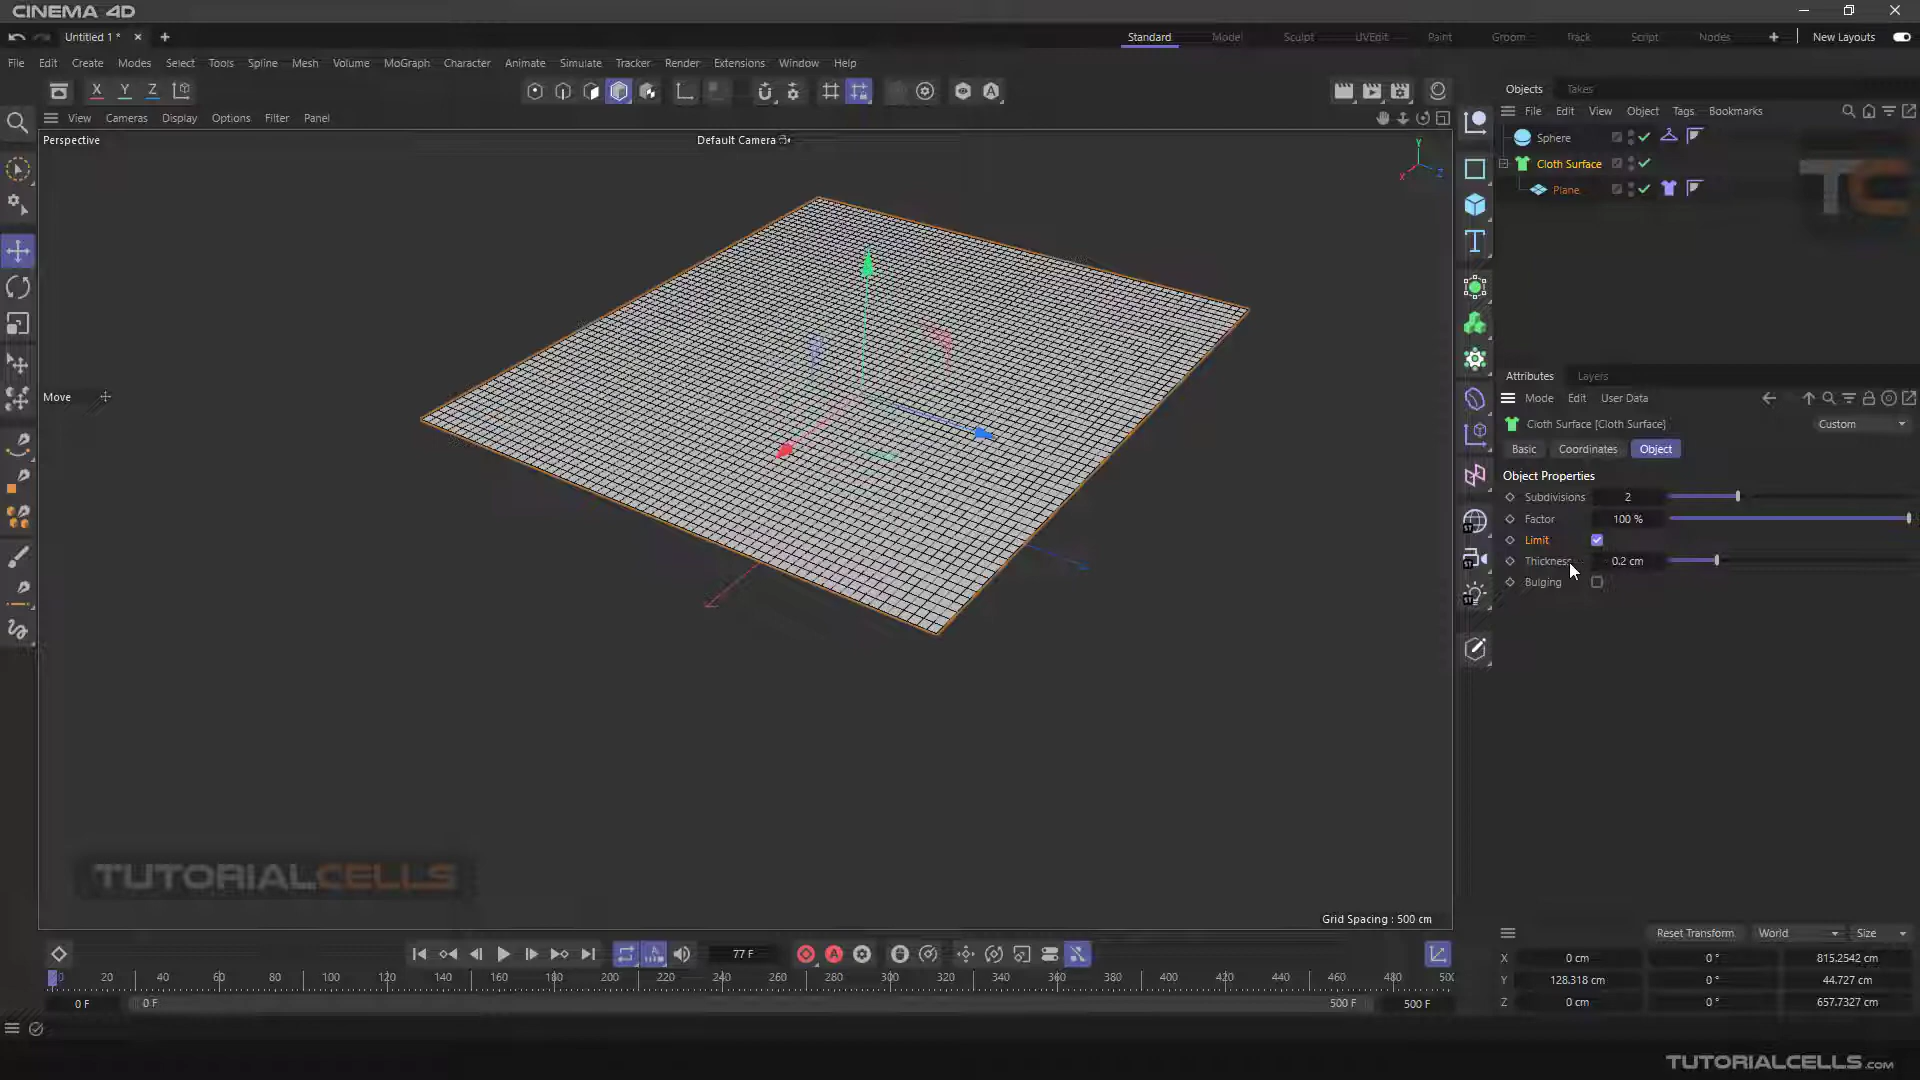 CINEMA 4D
Untitled 1 *
Standard Model Sculpt UVEdit Paint Groom Track Script Nodes New Layouts
File Edit Create Modes Select Tools Spline Mesh Volume MoGraph Character Animate Simulate Tracker Render Extensions Window Help
X Y Z
Objects Takes
View Cameras Display Options Filter Panel
File Edit View Object Tags Bookmarks
Perspective
Default Camera
Sphere
Cloth Surface
Plane
TC
Move
Attributes Layers
Mode Edit User Data
Cloth Surface [Cloth Surface]
Custom
Basic Coordinates Object
Object Properties
Subdivisions 2
Factor 100 %
Limit
Thickness 0.2 cm
Bulging
TUTORIALCELLS
Grid Spacing : 500 cm
Reset Transform World Size
77 F
X 0 cm 0 ° 815.2542 cm
Y 128.318 cm 0 ° 44.727 cm
Z 0 cm 0 ° 657.7327 cm
0 20 40 60 80 100 120 140 160 180 200 220 240 260 280 300 320 340 360 380 400 420 440 460 480 500
0 F 0 F 500 F 500 F
TUTORIALCELLS.COM